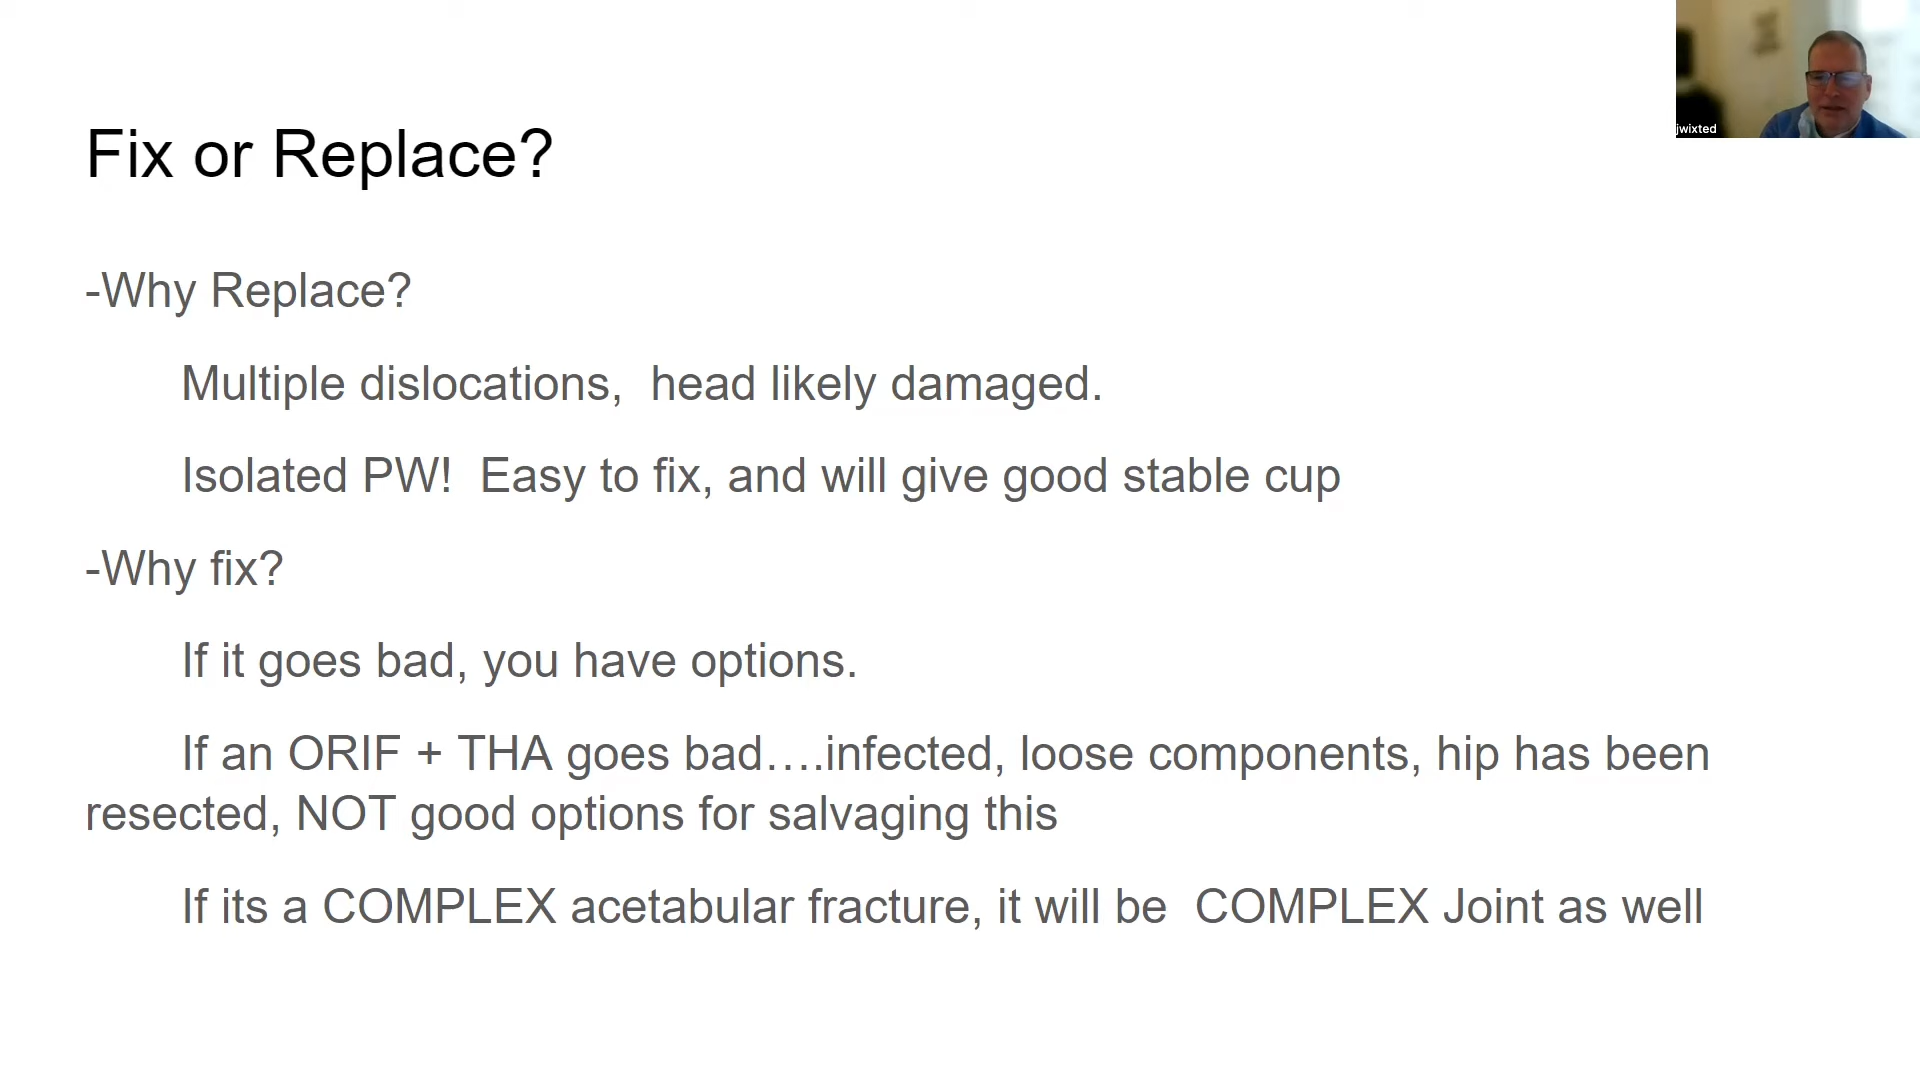 jwixted
Fix or Replace?
-Why Replace?
Multiple dislocations,  head likely damaged.
Isolated PW!  Easy to fix, and will give good stable cup
-Why fix?
If it goes bad, you have options.
If an ORIF + THA goes bad….infected, loose components, hip has been
resected, NOT good options for salvaging this
If its a COMPLEX acetabular fracture, it will be  COMPLEX Joint as well